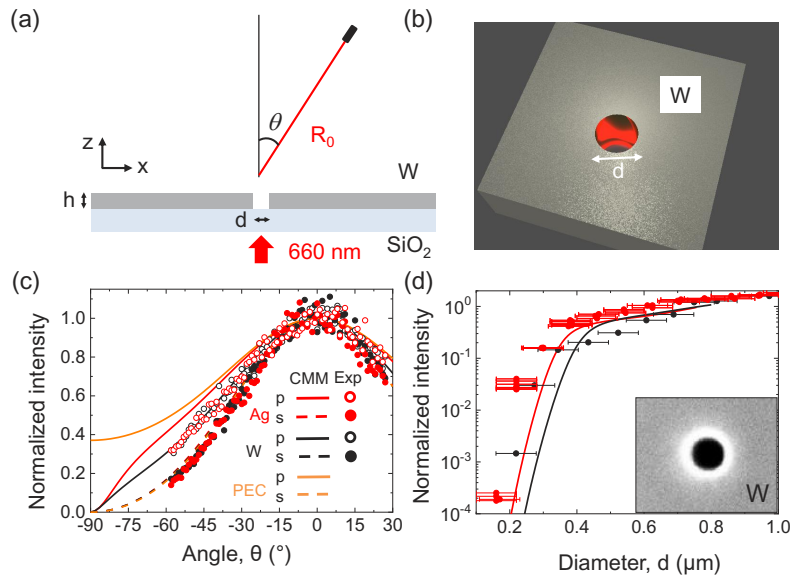 (a)
θ
R₀
z
x
W
h
d
660 nm
SiO₂
(b)
W
d
(c)
Normalized intensity
1.0
0.8
0.6
0.4
0.2
0.0
-90 -75 -60 -45 -30 -15 0 15 30
Angle, θ (°)
CMM Exp
p
Ag
s
p
W
s
p
PEC
s
(d)
Normalized intensity
10⁰
10⁻¹
10⁻²
10⁻³
10⁻⁴
0.2 0.4 0.6 0.8 1.0
Diameter, d (μm)
W